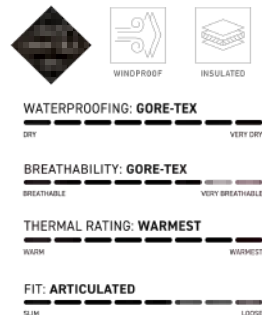 WINDPROOF
INSULATED
WATERPROOFING: GORE-TEX
DRY
VERY DRY
BREATHABILITY: GORE-TEX
BREATHABLE
VERY BREATHABLE
THERMAL RATING: WARMEST
WARM
WARMEST
FIT: ARTICULATED
SLIM
LOOSE